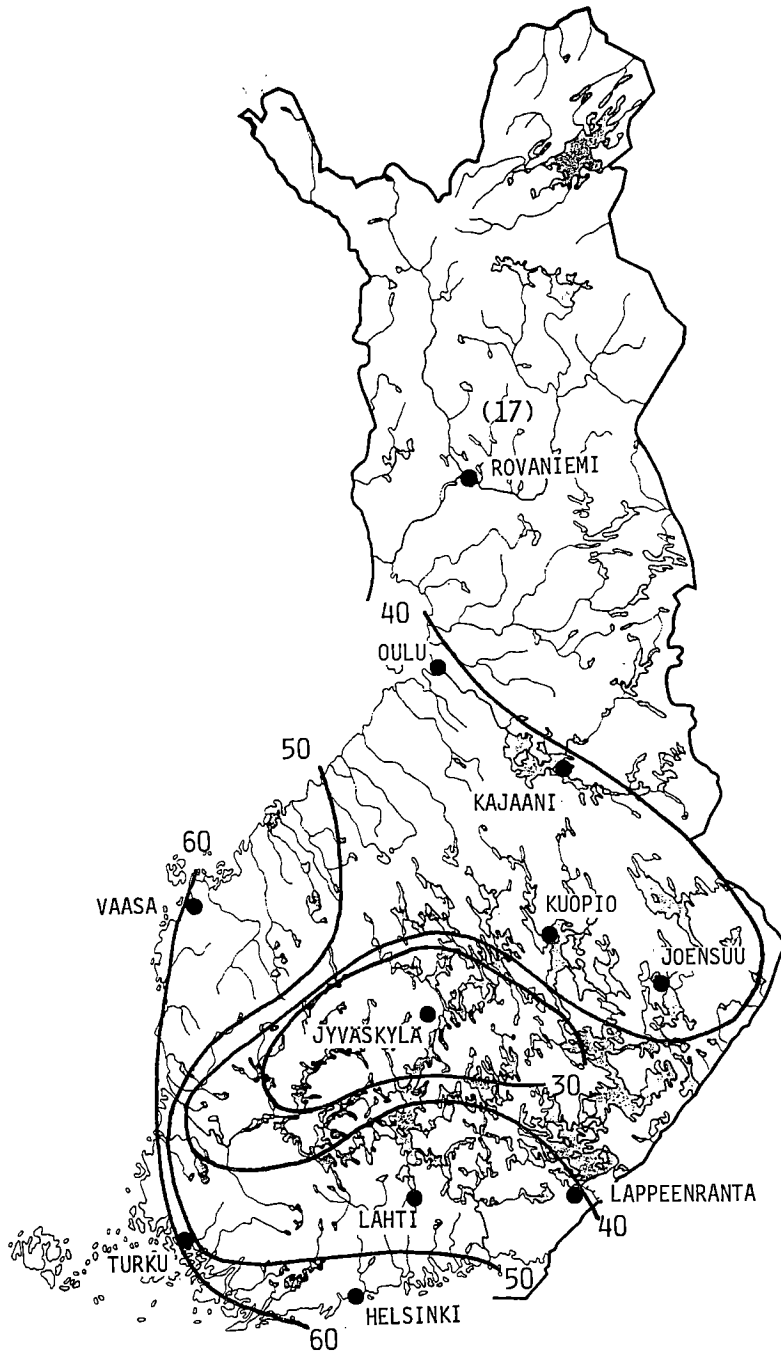 (17)
ROVANIEMI
40
OULU
50
KAJAANI
60
VAASA
KUOPIO
JOENSUU
JYVÄSKYLÄ
30
LAPPEENRANTA
LAHTI
40
TURKU
50
HELSINKI
60